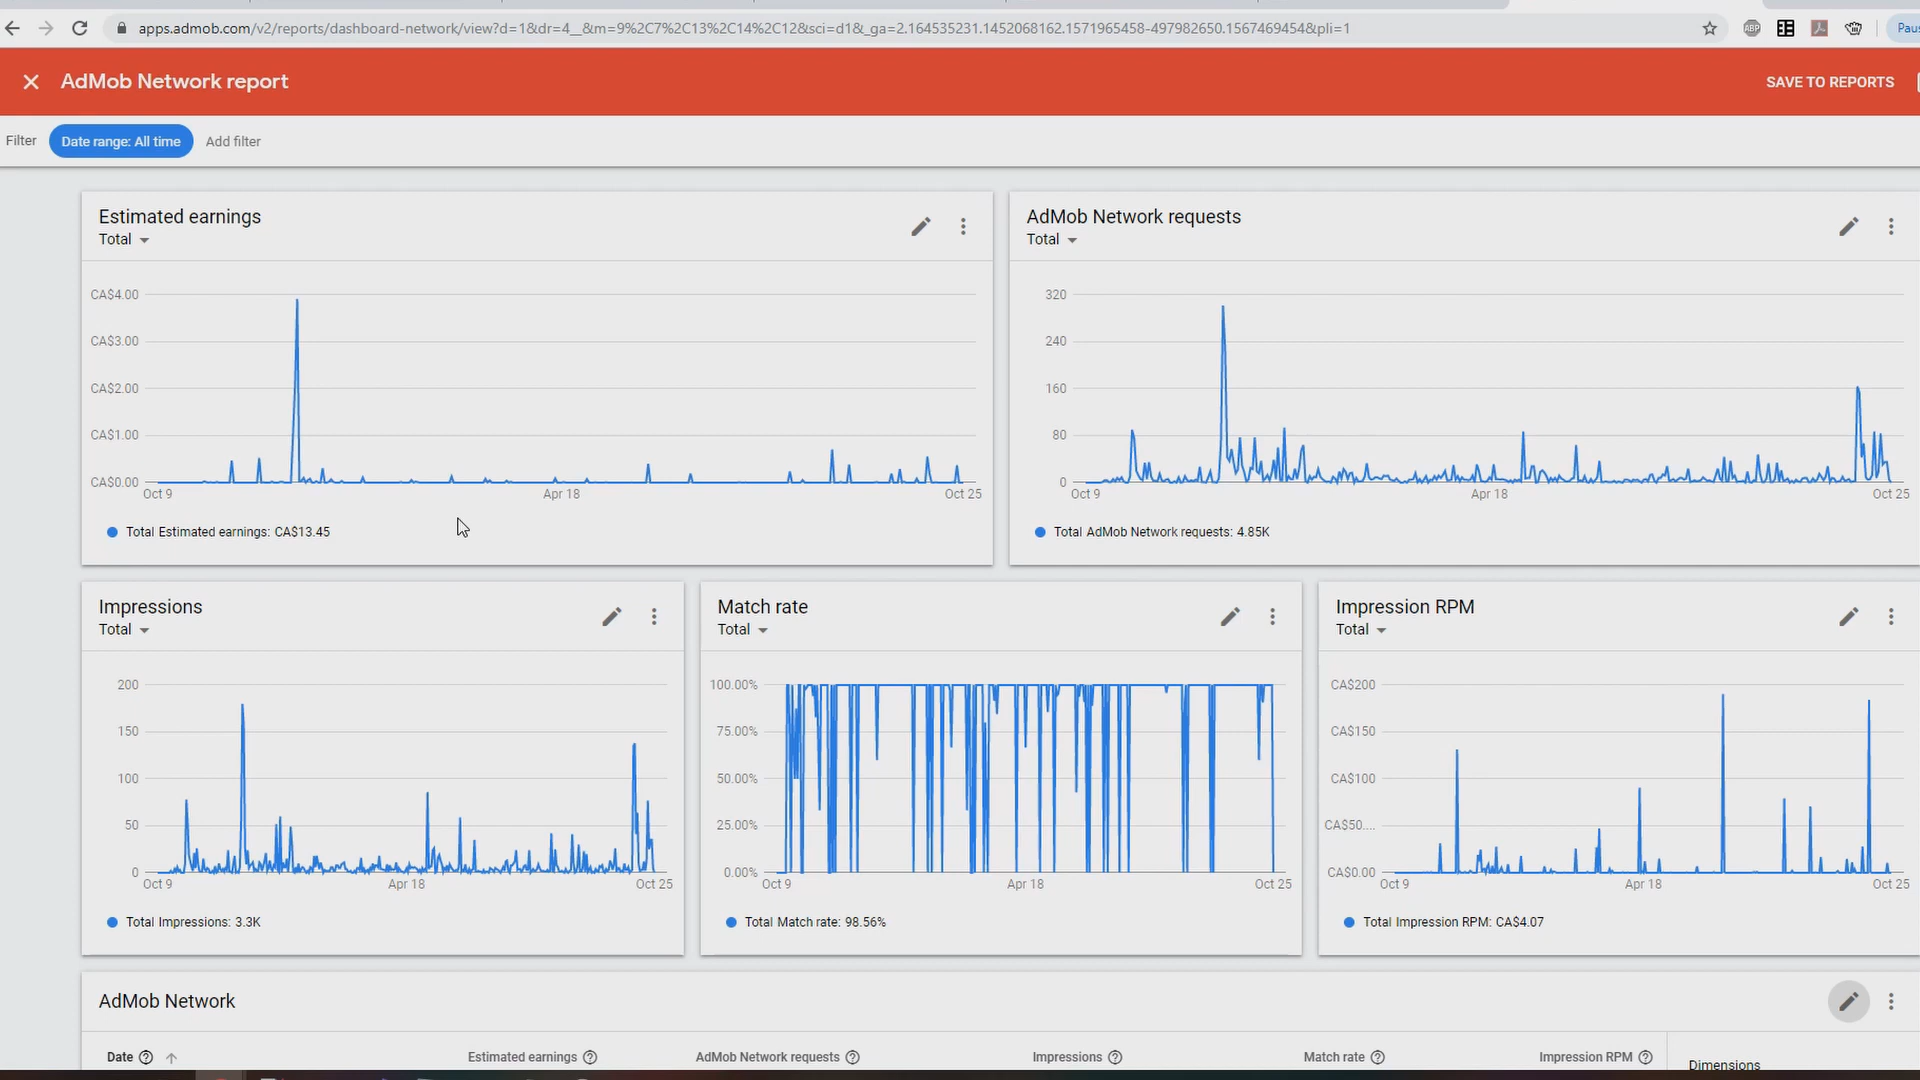 apps.admob.com/v2/reports/dashboard-network/view?d=1&dr=4__&m=9%2C7%2C13%2C14%2C12&sci=d1&_ga=2.164535231.1452068162.1571965458-497982650.1567469454&pli=1
ABP
Paus
AdMob Network report
SAVE TO REPORTS
Filter
Date range: All time
Add filter
Estimated earnings
Total
CA$4.00
CA$3.00
CA$2.00
CA$1.00
CA$0.00
Oct 9
Apr 18
Oct 25
Total Estimated earnings: CA$13.45
AdMob Network requests
Total
320
240
160
80
0
Oct 9
Apr 18
Oct 25
Total AdMob Network requests: 4.85K
Impressions
Total
200
150
100
50
0
Oct 9
Apr 18
Oct 25
Total Impressions: 3.3K
Match rate
Total
100.00%
75.00%
50.00%
25.00%
0.00%
Oct 9
Apr 18
Oct 25
Total Match rate: 98.56%
Impression RPM
Total
CA$200
CA$150
CA$100
CA$50....
CA$0.00
Oct 9
Apr 18
Oct 25
Total Impression RPM: CA$4.07
AdMob Network
Date
Estimated earnings
AdMob Network requests
Impressions
Match rate
Impression RPM
Dimensions